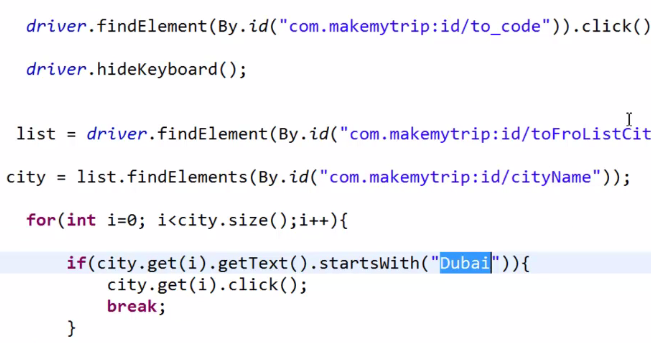 driver.findElement(By.id("com.makemytrip:id/to_code")).click()
driver.hideKeyboard();
list = driver.findElement(By.id("com.makemytrip:id/toFroListCit
city = list.findElements(By.id("com.makemytrip:id/cityName"));
for(int i=0; i<city.size();i++){
if(city.get(i).getText().startsWith("Dubai")){
city.get(i).click();
break;
}